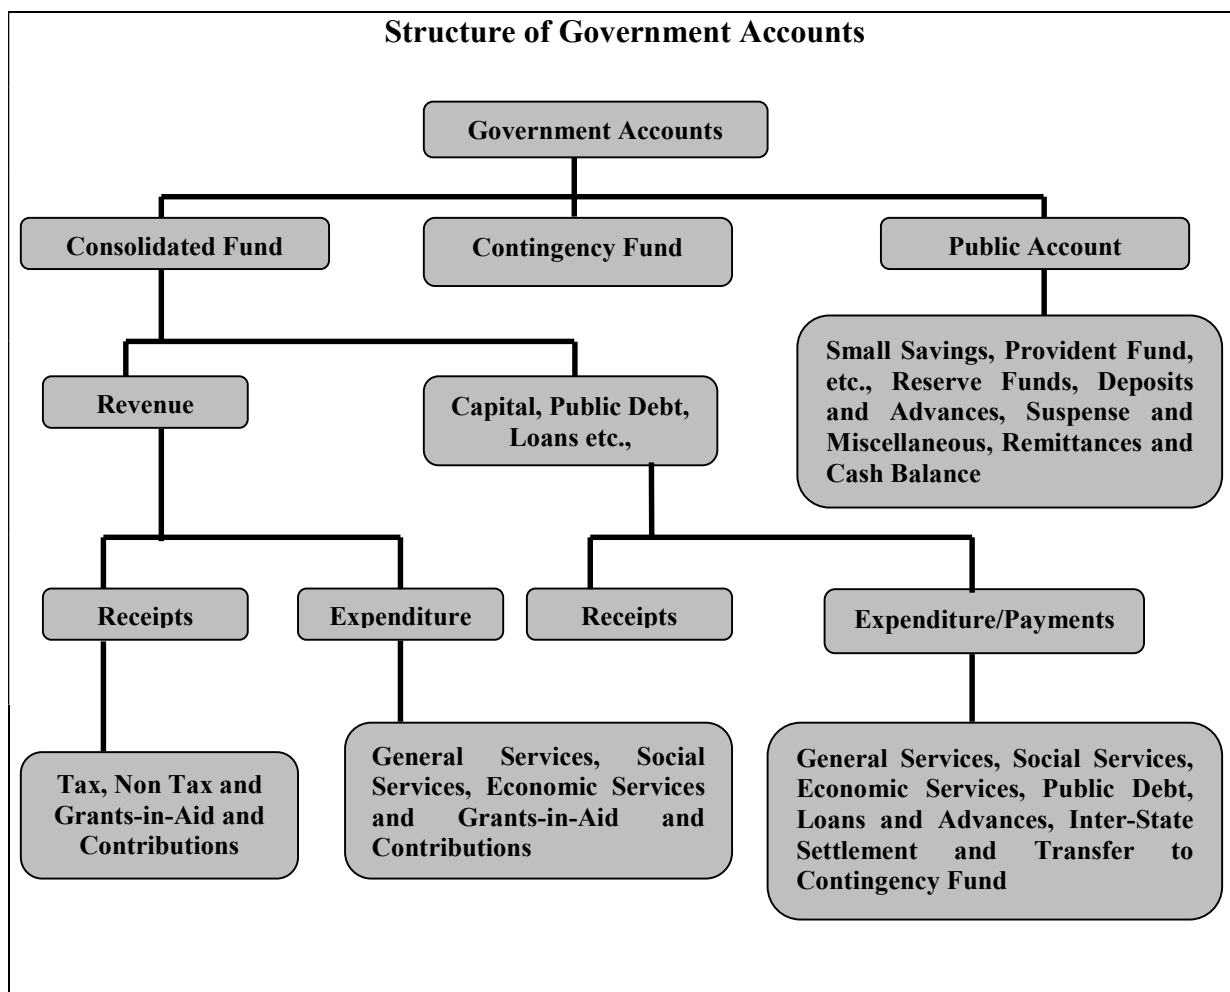 Structure of Government Accounts
Government Accounts
Consolidated Fund
Contingency Fund
Public Account
Small Savings, Provident Fund,
etc., Reserve Funds, Deposits
and Advances, Suspense and
Miscellaneous, Remittances and
Cash Balance
Revenue
Capital, Public Debt,
Loans etc.,
Receipts
Expenditure
Receipts
Expenditure/Payments
Tax, Non Tax and
Grants-in-Aid and
Contributions
General Services, Social
Services, Economic Services
and Grants-in-Aid and
Contributions
General Services, Social Services,
Economic Services, Public Debt,
Loans and Advances, Inter-State
Settlement and Transfer to
Contingency Fund